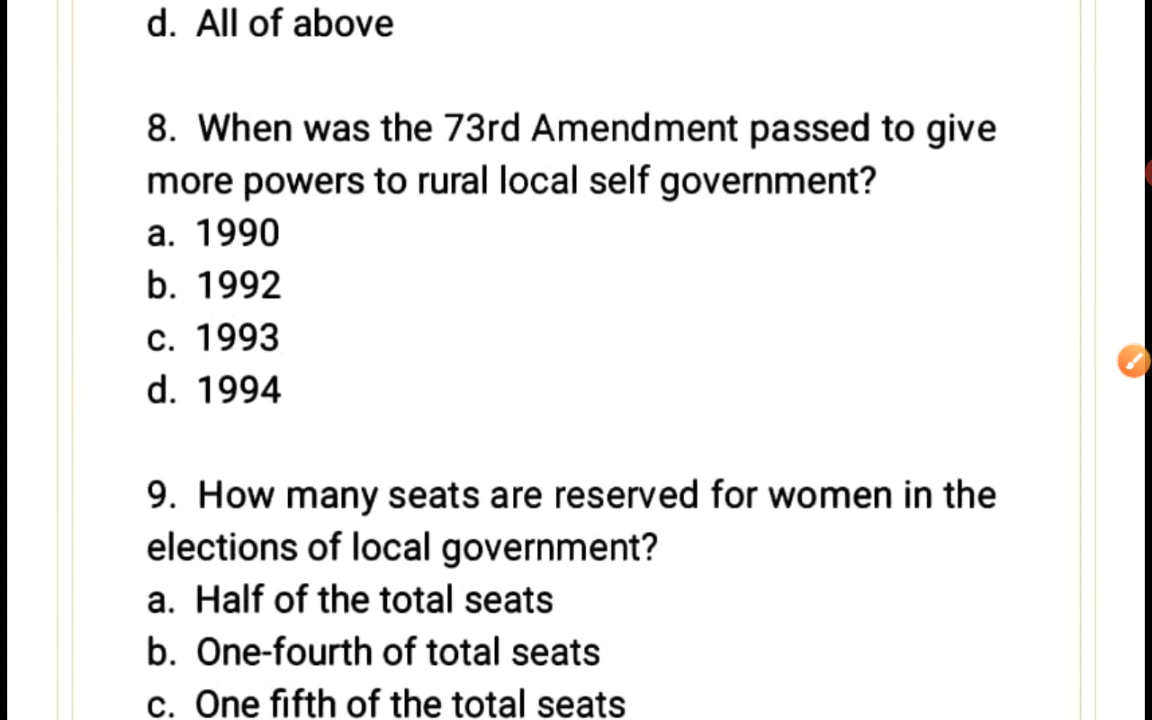 d. All of above
8. When was the 73rd Amendment passed to give
more powers to rural local self government?
a. 1990
b. 1992
c. 1993
d. 1994
9. How many seats are reserved for women in the
elections of local government?
a. Half of the total seats
b. One-fourth of total seats
c. One fifth of the total seats